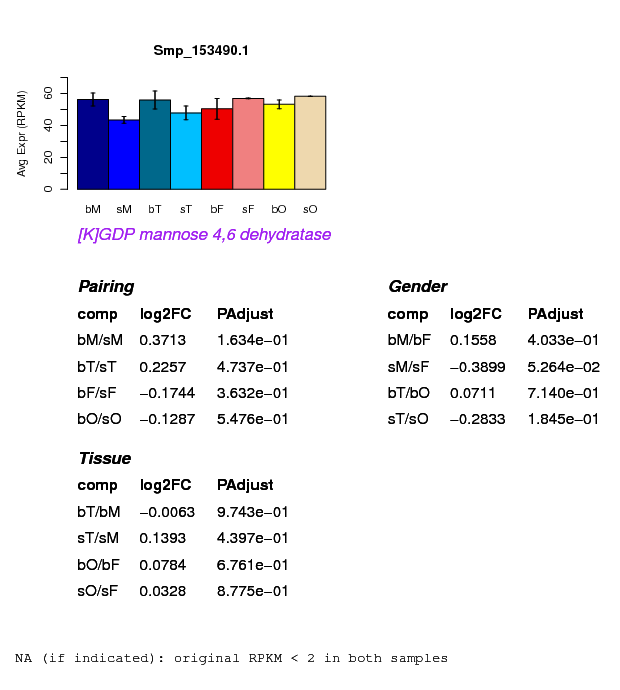 Smp_153490.1
Avg Expr (RPKM)
0 20 40 60
bM sM bT sT bF sF bO sO
[K]GDP mannose 4,6 dehydratase
Pairing
comp log2FC PAdjust
bM/sM 0.3713 1.634e−01
bT/sT 0.2257 4.737e−01
bF/sF −0.1744 3.632e−01
bO/sO −0.1287 5.476e−01
Gender
comp log2FC PAdjust
bM/bF 0.1558 4.033e−01
sM/sF −0.3899 5.264e−02
bT/bO 0.0711 7.140e−01
sT/sO −0.2833 1.845e−01
Tissue
comp log2FC PAdjust
bT/bM −0.0063 9.743e−01
sT/sM 0.1393 4.397e−01
bO/bF 0.0784 6.761e−01
sO/sF 0.0328 8.775e−01
NA (if indicated): original RPKM < 2 in both samples